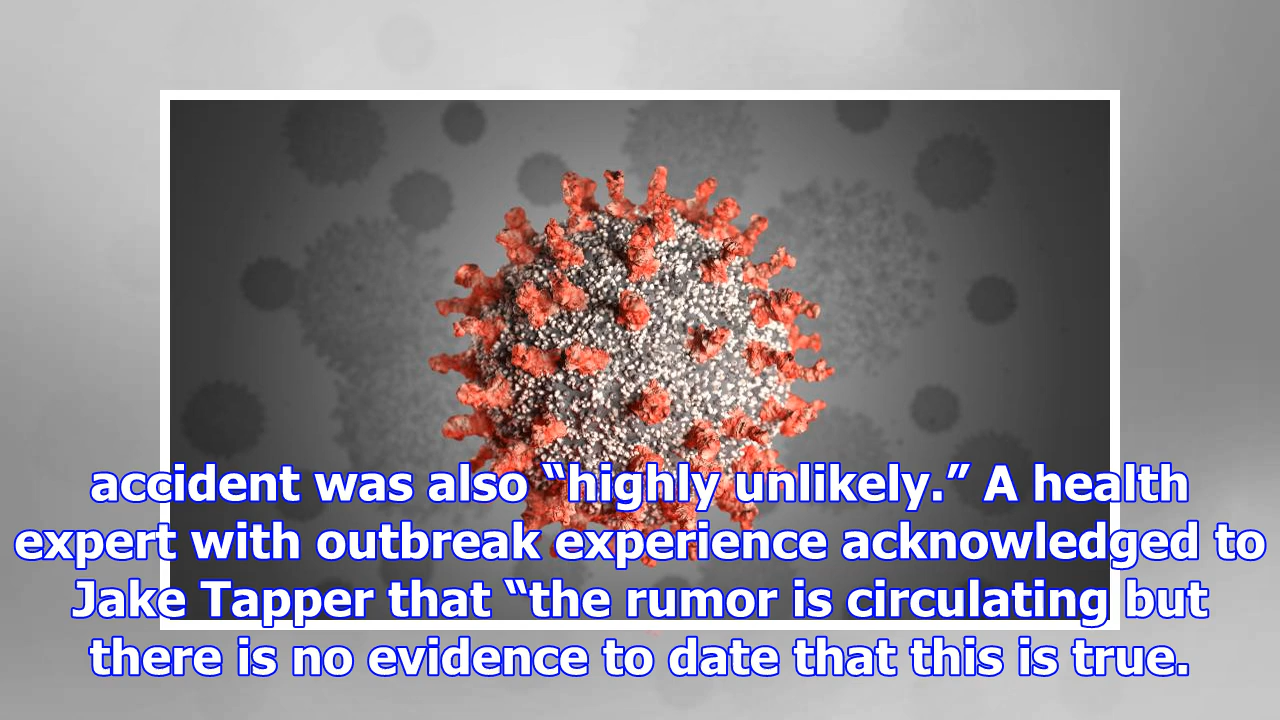 accident was also “highly unlikely.” A health
expert with outbreak experience acknowledged to
Jake Tapper that “the rumor is circulating but
there is no evidence to date that this is true.